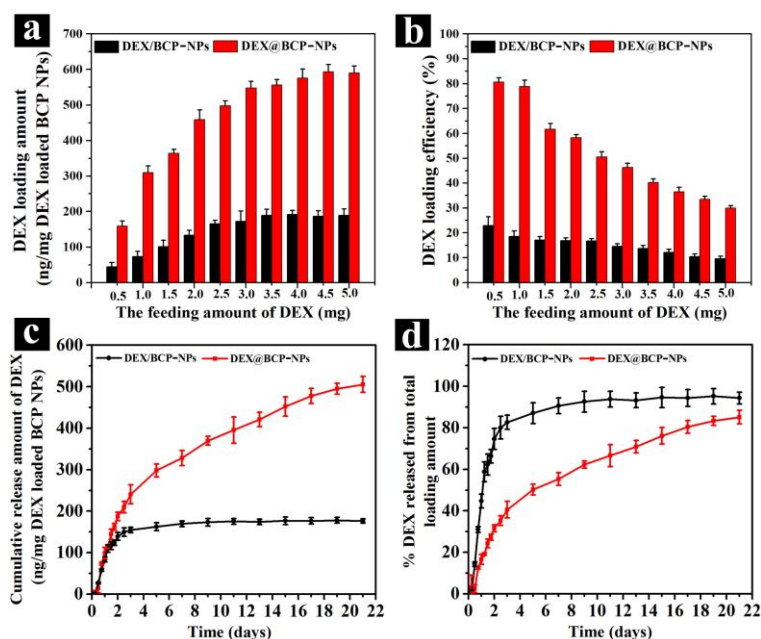 a
DEX/BCP-NPs
DEX@BCP-NPs
DEX loading amount
(ng/mg DEX loaded BCP NPs)
700
600
500
400
300
200
100
0
0.5 1.0 1.5 2.0 2.5 3.0 3.5 4.0 4.5 5.0
The feeding amount of DEX (mg)
b
DEX/BCP-NPs
DEX@BCP-NPs
DEX loading efficiency (%)
100
90
80
70
60
50
40
30
20
10
0
0.5 1.0 1.5 2.0 2.5 3.0 3.5 4.0 4.5 5.0
The feeding amount of DEX (mg)
c
DEX/BCP-NPs
DEX@BCP-NPs
Cumulative release amount of DEX
(ng/mg DEX loaded BCP NPs)
600
500
400
300
200
100
0
0 2 4 6 8 10 12 14 16 18 20 22
Time (days)
d
DEX/BCP-NPs
DEX@BCP-NPs
% DEX released from total
loading amount
120
100
80
60
40
20
0
0 2 4 6 8 10 12 14 16 18 20 22
Time (days)